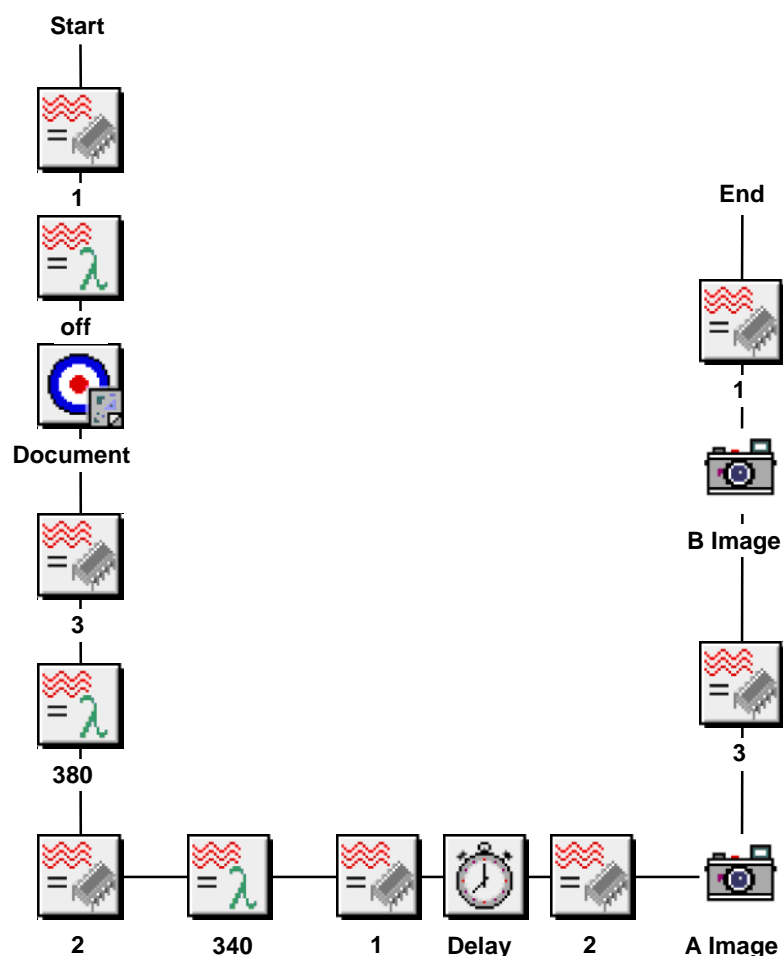 Start
1
off
Document
3
380
2 340 1 Delay 2 A Image
3
B Image
1
End